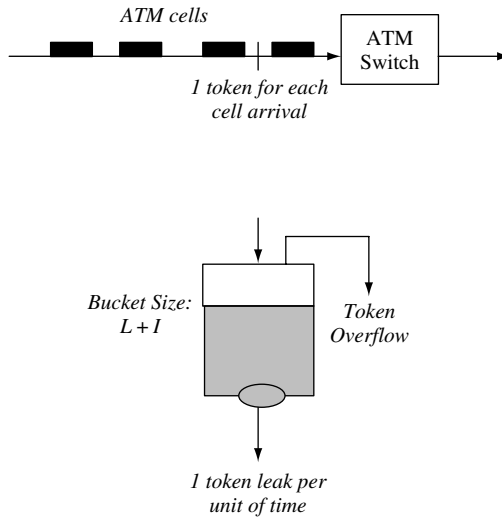 ATM cells
ATM
Switch
1 token for each
cell arrival
Bucket Size:
L + I
Token
Overflow
1 token leak per
unit of time